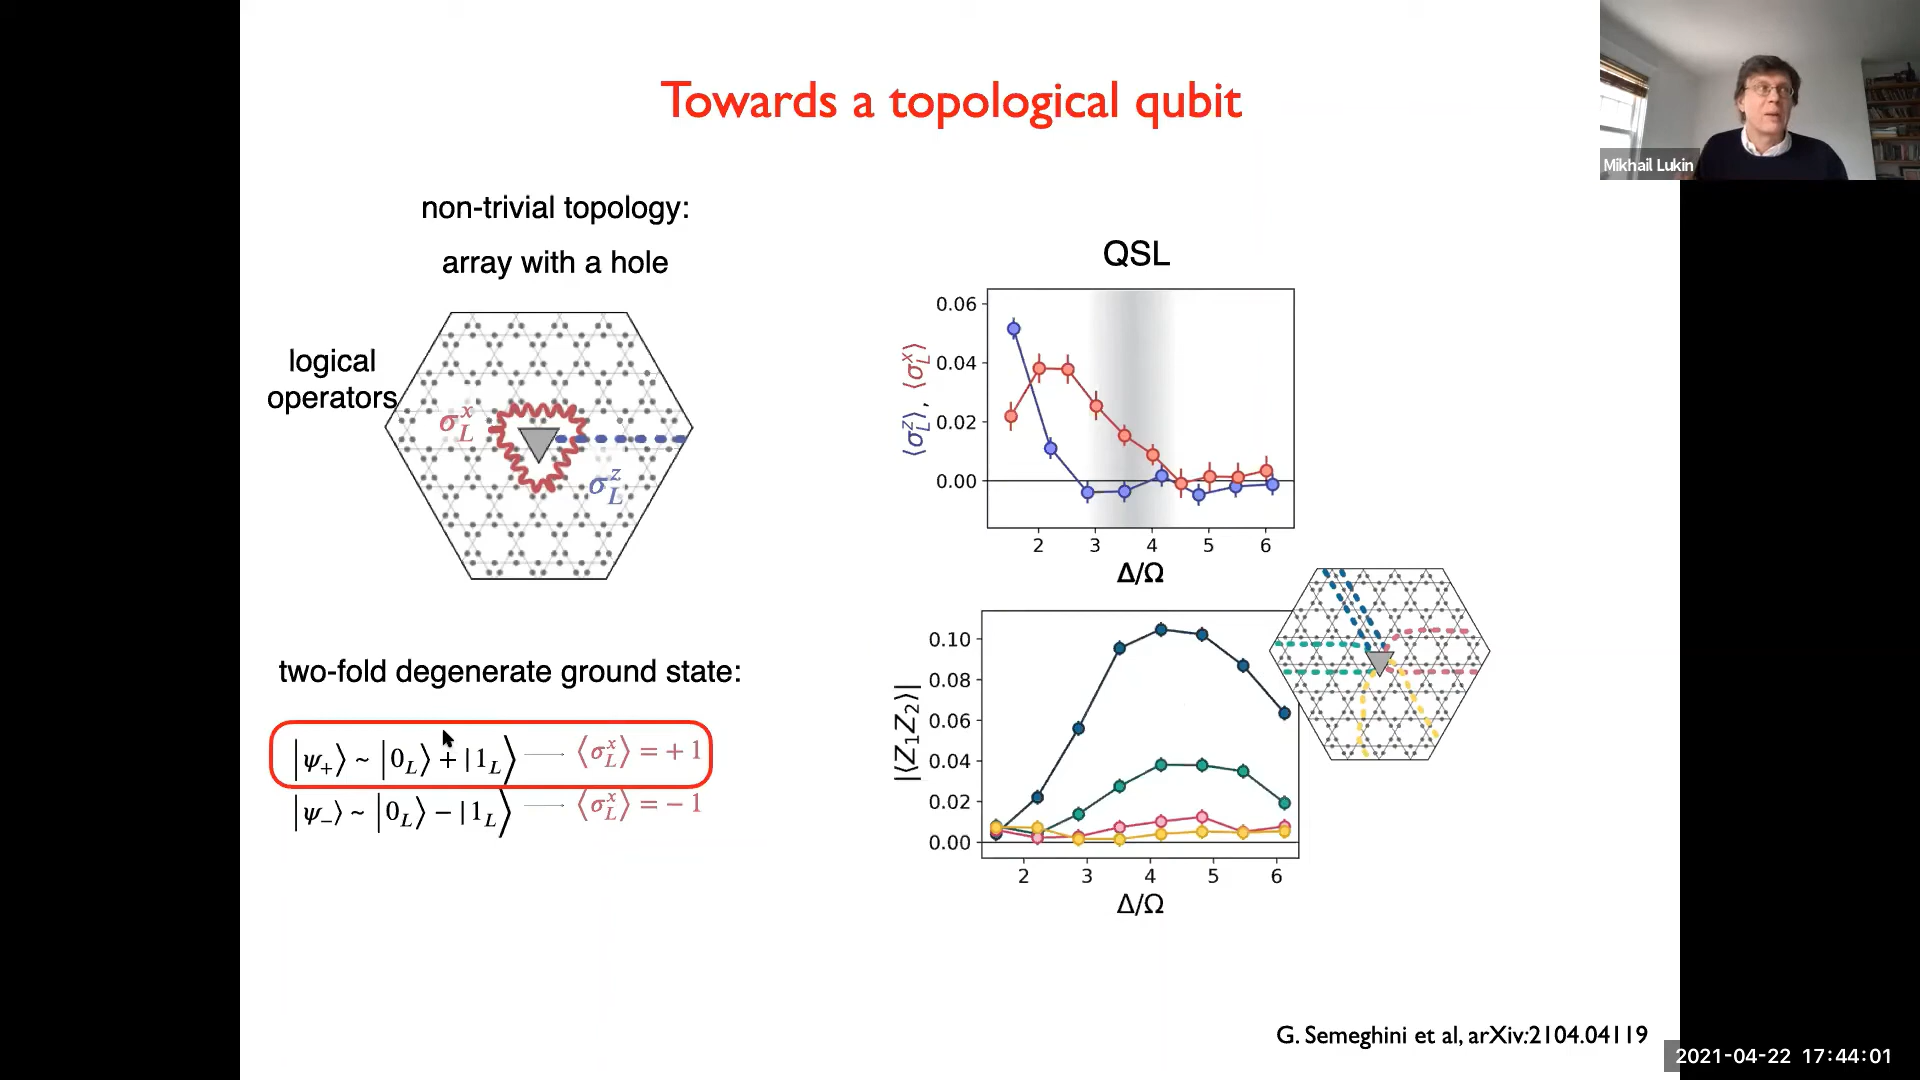 Towards a topological qubit
Mikhail Lukin
non-trivial topology:
array with a hole
logical
operators
σ_L^x
σ_L^z
two-fold degenerate ground state:
|ψ₊⟩ ~ |0_L⟩ + |1_L⟩ —— ⟨σ_L^x⟩ = + 1
|ψ₋⟩ ~ |0_L⟩ − |1_L⟩ —— ⟨σ_L^x⟩ = − 1
QSL
⟨σ_L^z⟩, ⟨σ_L^x⟩
0.06
0.04
0.02
0.00
2 3 4 5 6
Δ/Ω
|⟨Z₁Z₂⟩|
0.10
0.08
0.06
0.04
0.02
0.00
2 3 4 5 6
Δ/Ω
G. Semeghini et al, arXiv:2104.04119
2021-04-22 17:44:01